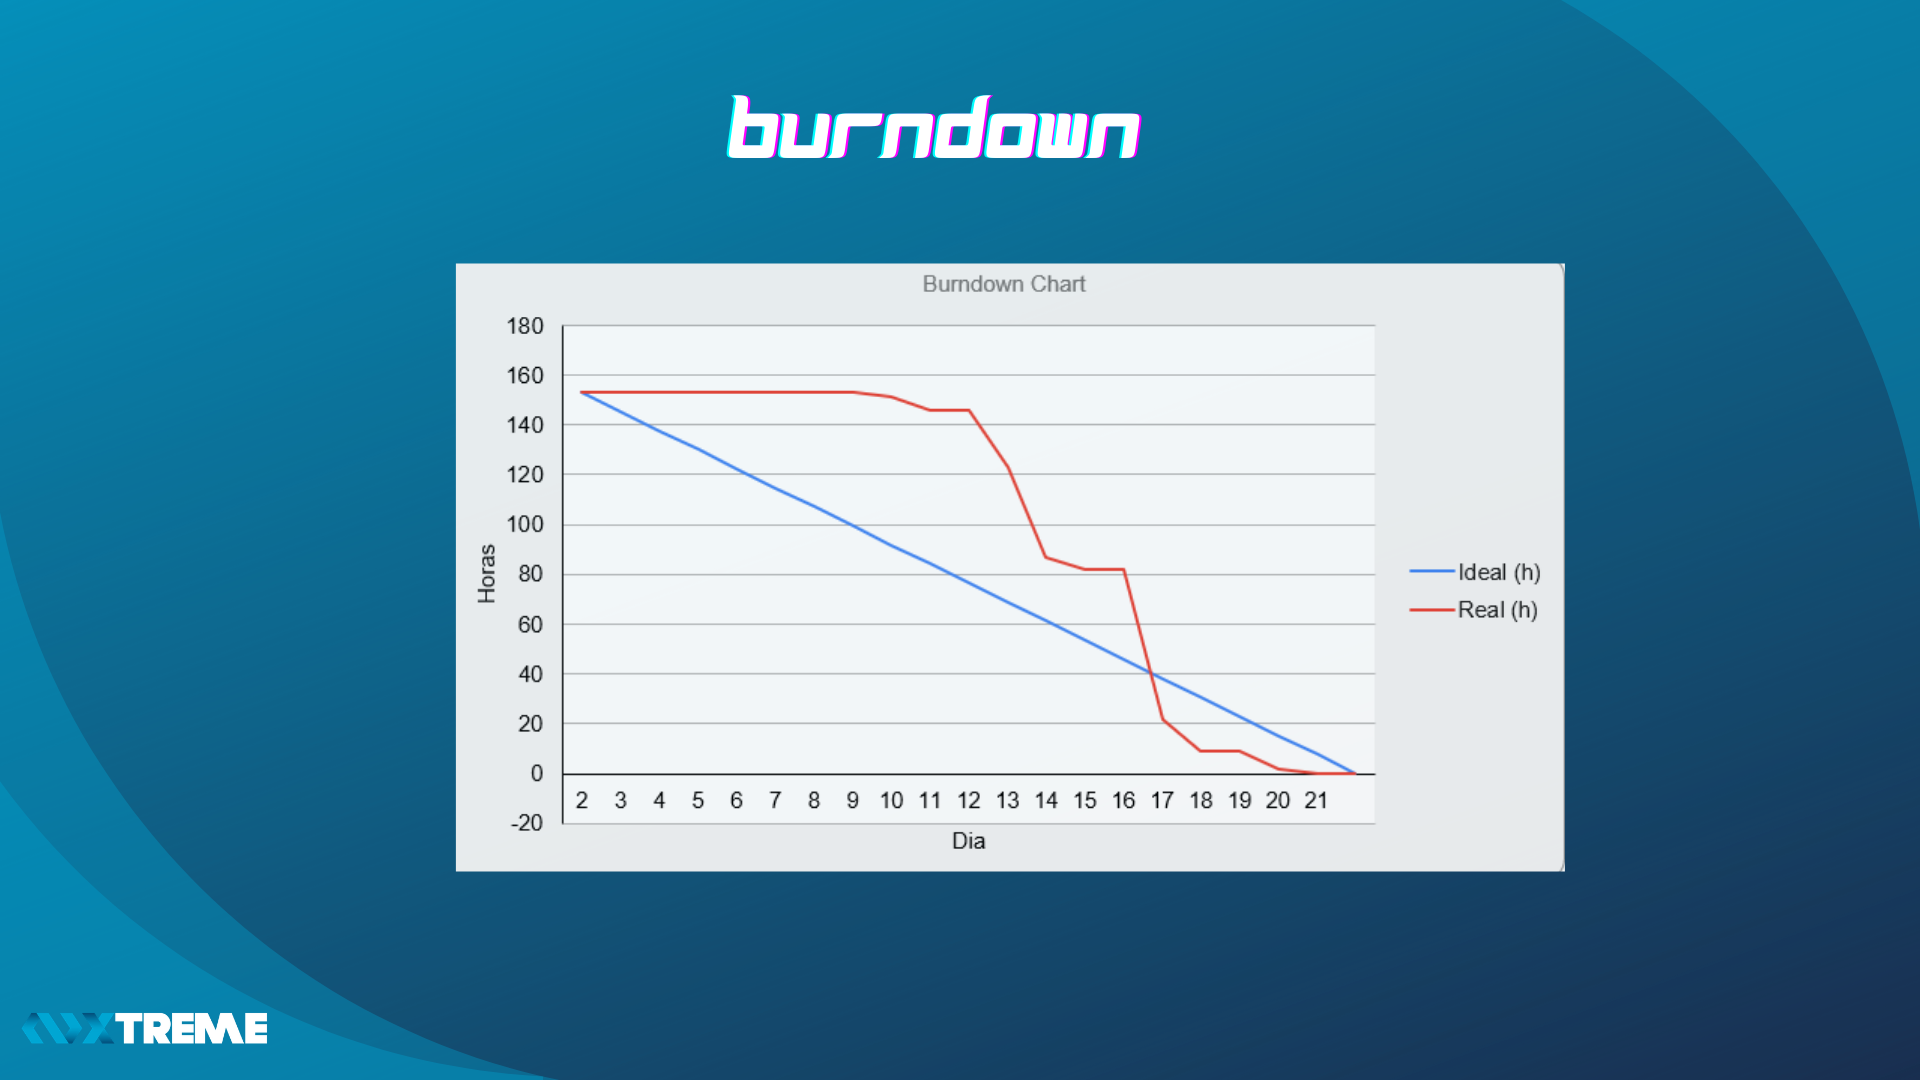 burndown
Burndown Chart
180
160
140
120
100
80
60
40
20
0
-20
Horas
2 3 4 5 6 7 8 9 10 11 12 13 14 15 16 17 18 19 20 21
Dia
Ideal (h)
Real (h)
XTREME